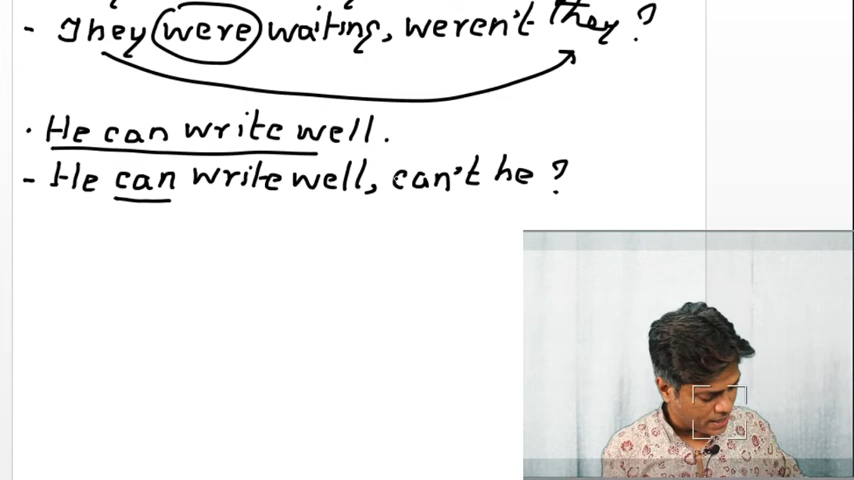 - They were waiting, weren't they ?
· He can write well.
- He can write well, can't he ?